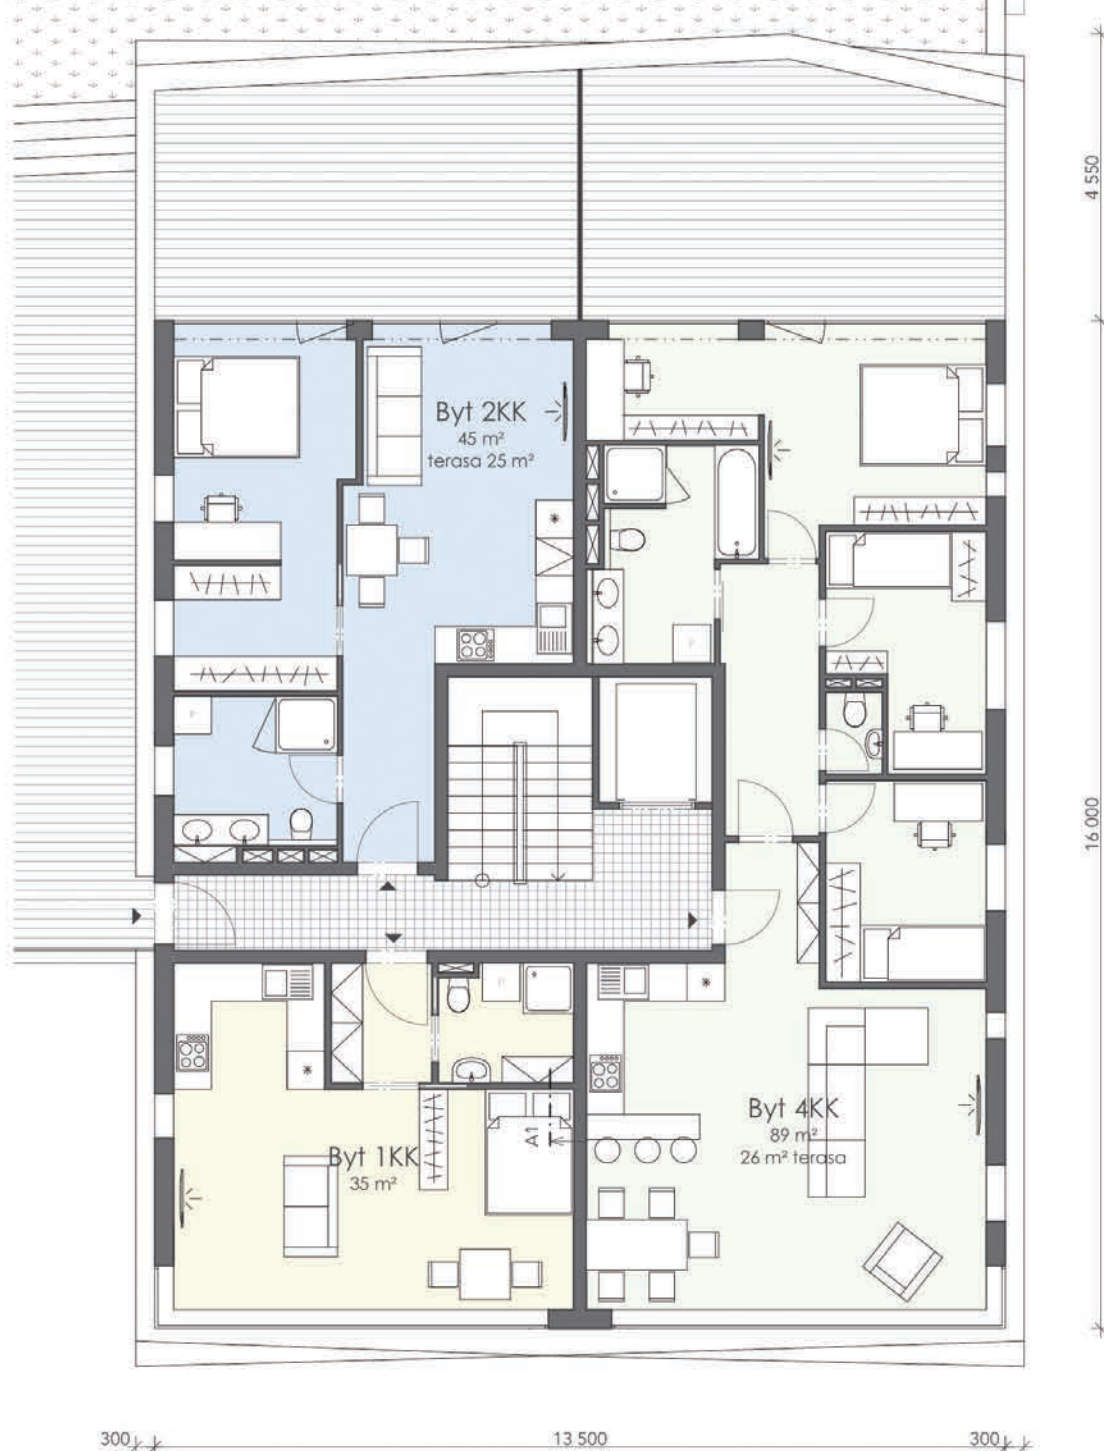 4 550
Byt 2KK
45 m²
terasa 25 m²
P
P
16 000
P
Byt 4KK
89 m²
26 m² terasa
A1
Byt 1KK
35 m²
300
13 500
300